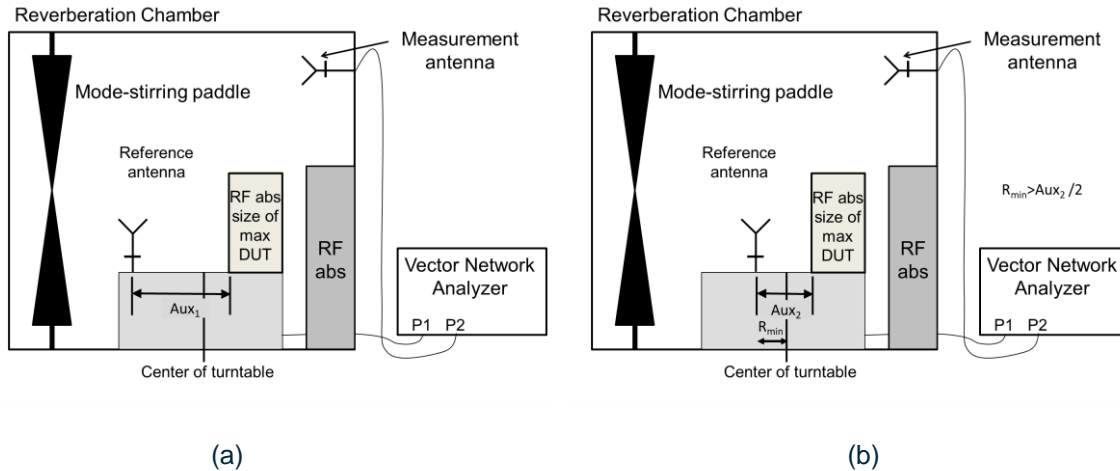 Reverberation Chamber
Measurement
antenna
Mode-stirring paddle
Reference
antenna
RF abs
size of
max
DUT
RF
abs
Vector Network
Analyzer
P1 P2
Aux₁
Center of turntable
(a)
Reverberation Chamber
Measurement
antenna
Mode-stirring paddle
Reference
antenna
RF abs
size of
max
DUT
Rmin>Aux₂ /2
RF
abs
Vector Network
Analyzer
P1 P2
Aux₂
Rmin
Center of turntable
(b)